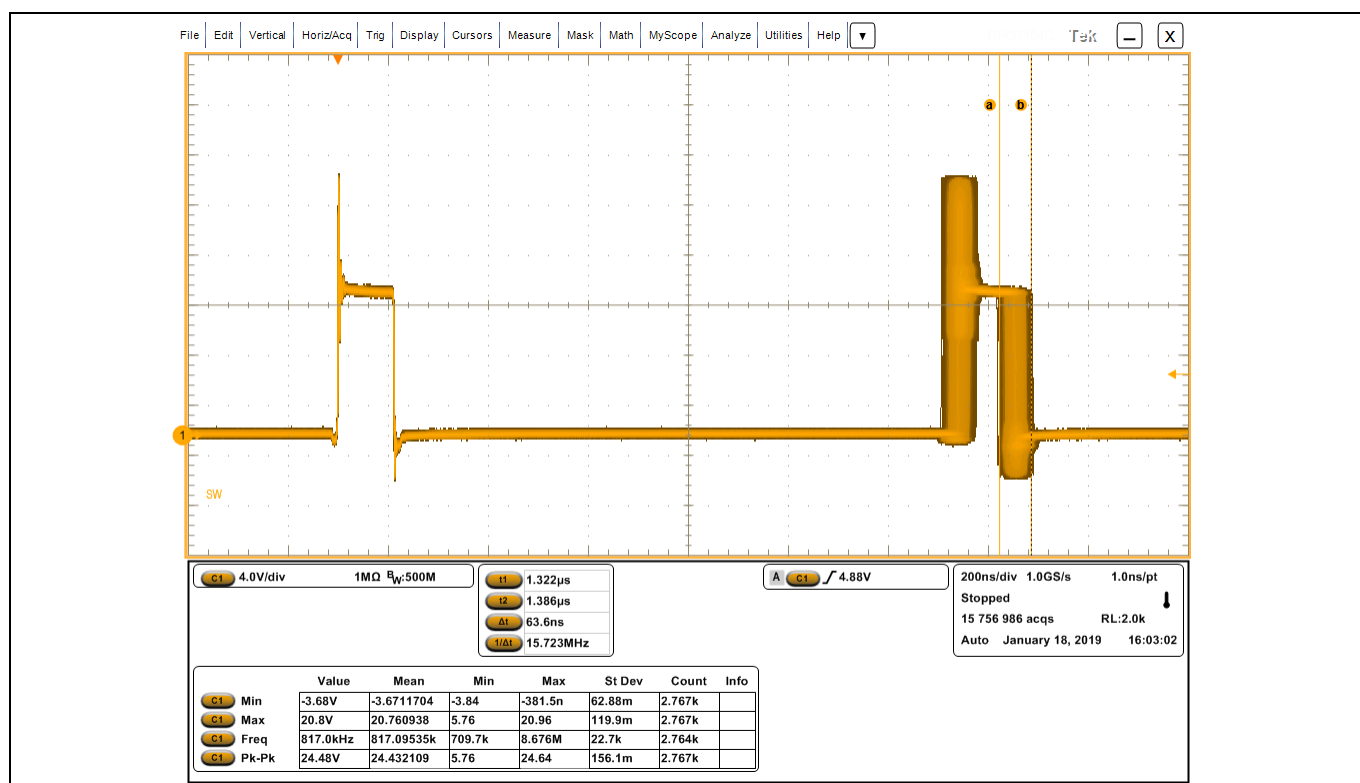 File Edit Vertical Horiz/Acq Trig Display Cursors Measure Mask Math MyScope Analyze Utilities Help ▼ Tek X
a b
1
SW
C1 4.0V/div 1MΩ BW:500M
t1 1.322µs
t2 1.386µs
Δt 63.6ns
1/Δt 15.723MHz
A C1 4.88V
200ns/div 1.0GS/s 1.0ns/pt
Stopped
15 756 986 acqs RL:2.0k
Auto January 18, 2019 16:03:02
Value Mean Min Max St Dev Count Info
C1 Min -3.68V -3.6711704 -3.84 -381.5n 62.88m 2.767k
C1 Max 20.8V 20.760938 5.76 20.96 119.9m 2.767k
C1 Freq 817.0kHz 817.09535k 709.7k 8.676M 22.7k 2.764k
C1 Pk-Pk 24.48V 24.432109 5.76 24.64 156.1m 2.767k